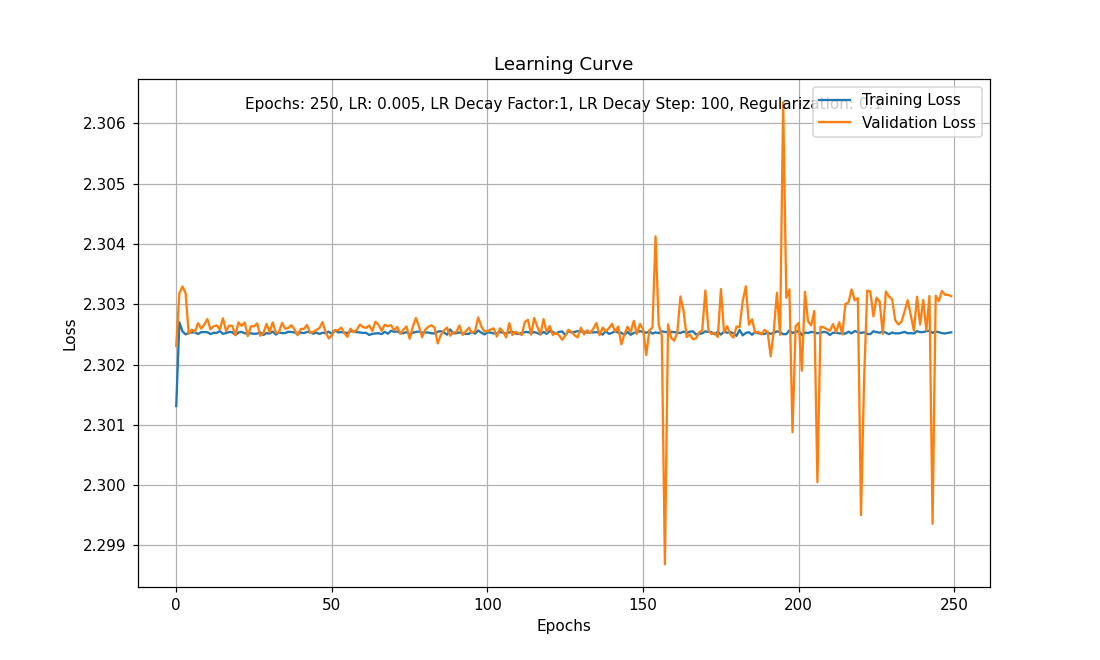 Learning Curve
Epochs: 250, LR: 0.005, LR Decay Factor:1, LR Decay Step: 100, Regularization: 0.1
Training Loss
Validation Loss
2.306
2.305
2.304
2.303
2.302
2.301
2.300
2.299
Loss
0 50 100 150 200 250
Epochs